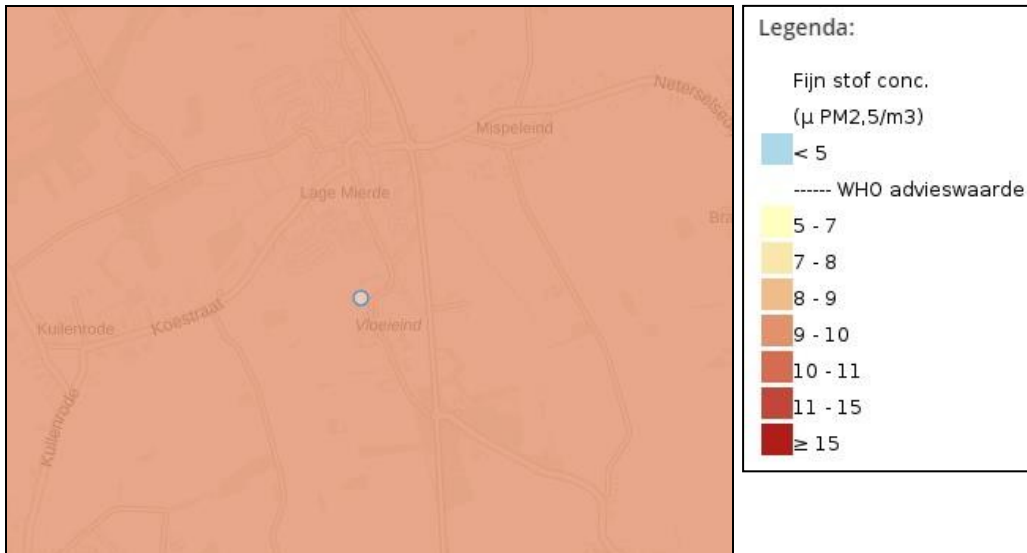 Neterselsew
Mispeleind
Lage Mierde
Bra
Kuilenrode
Koestraat
Vloeieind
Kuilenrode
Legenda:
Fijn stof conc.
(µ PM2,5/m3)
< 5
------ WHO advieswaarde
5 - 7
7 - 8
8 - 9
9 - 10
10 - 11
11 - 15
≥ 15